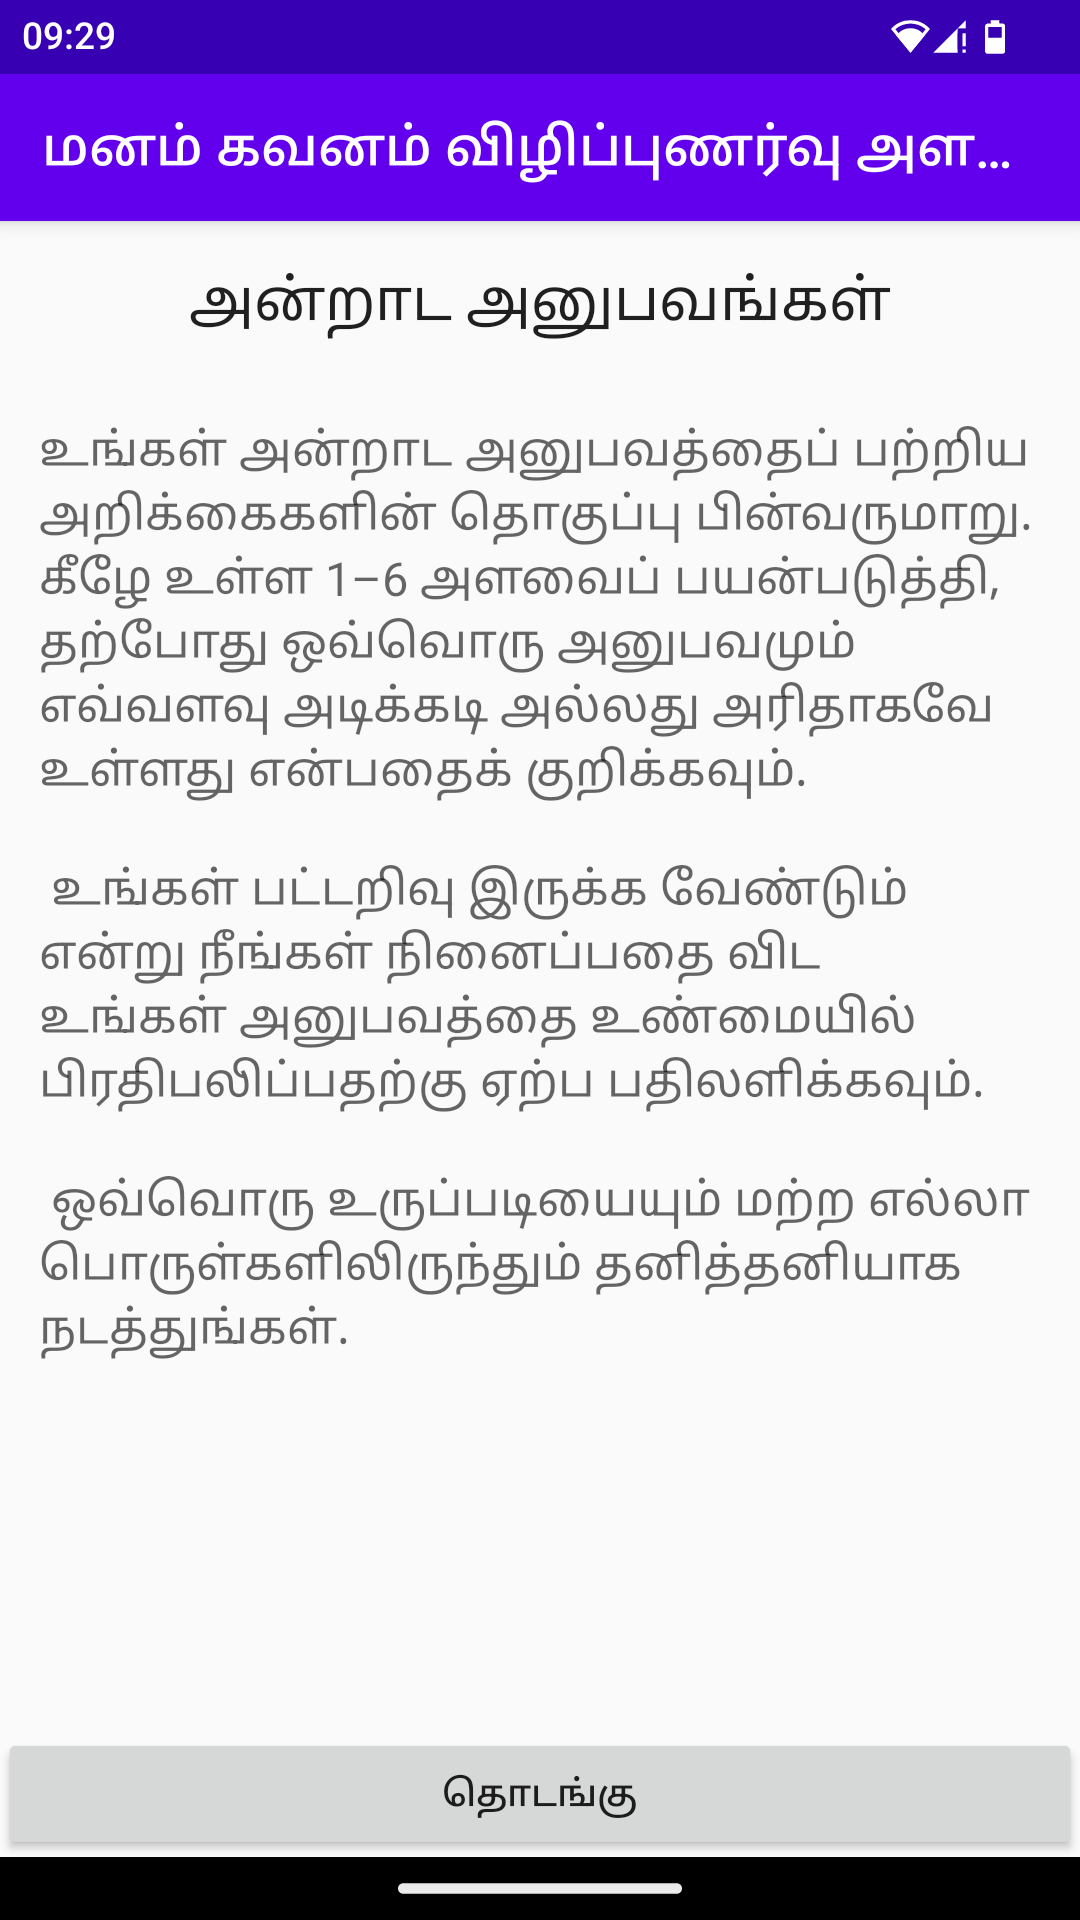 09:29
மனம் கவனம் விழிப்புணர்வு அள...
அன்றாட அனுபவங்கள்
உங்கள் அன்றாட அனுபவத்தைப் பற்றிய
அறிக்கைகளின் தொகுப்பு பின்வருமாறு.
கீழே உள்ள 1–6 அளவைப் பயன்படுத்தி,
தற்போது ஒவ்வொரு அனுபவமும்
எவ்வளவு அடிக்கடி அல்லது அரிதாகவே
உள்ளது என்பதைக் குறிக்கவும்.
உங்கள் பட்டறிவு இருக்க வேண்டும்
என்று நீங்கள் நினைப்பதை விட
உங்கள் அனுபவத்தை உண்மையில்
பிரதிபலிப்பதற்கு ஏற்ப பதிலளிக்கவும்.
ஒவ்வொரு உருப்படியையும் மற்ற எல்லா
பொருள்களிலிருந்தும் தனித்தனியாக
நடத்துங்கள்.
தொடங்கு